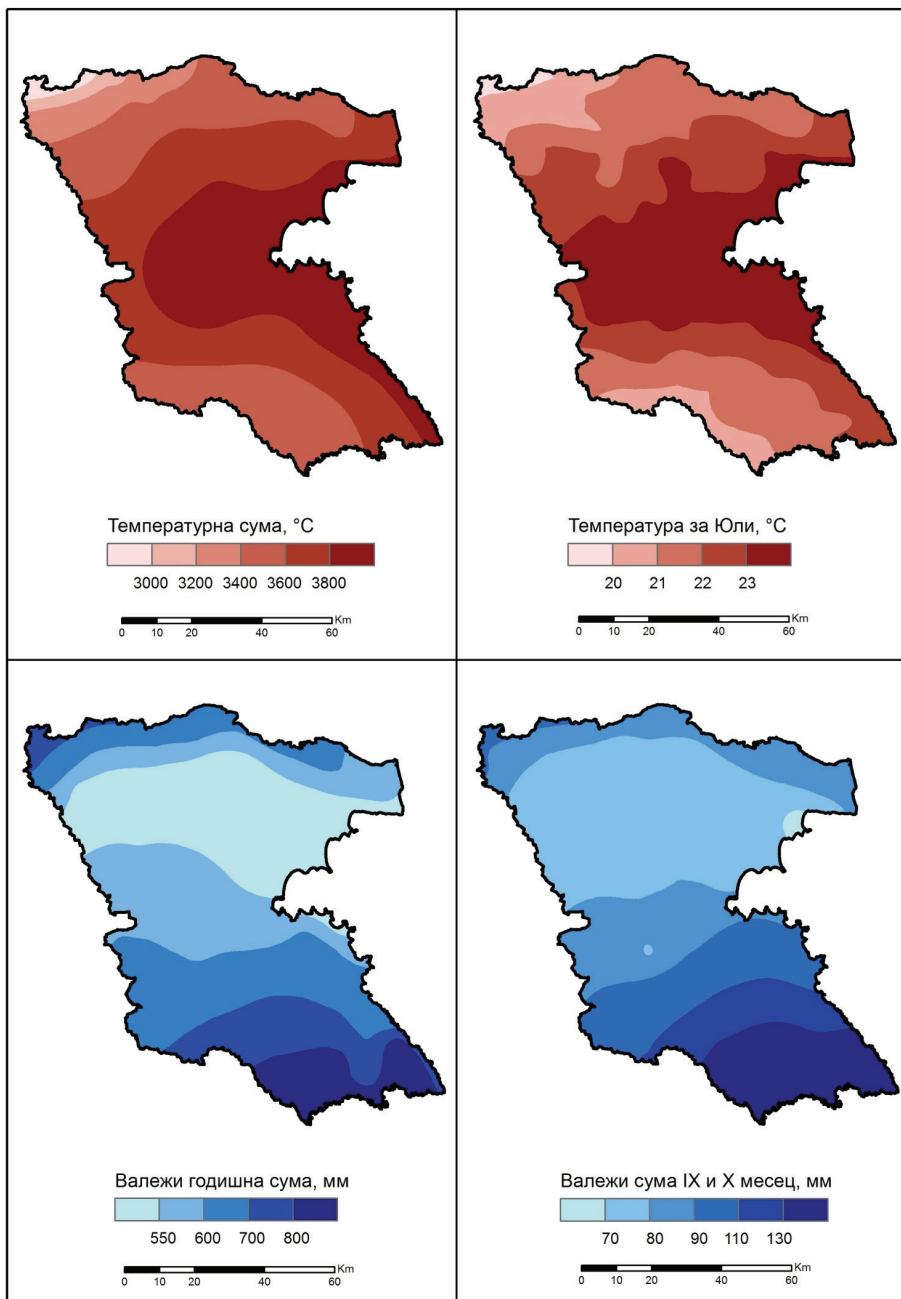 Температурна сума, °C
3000 3200 3400 3600 3800
0 10 20 40 60 Km
Температура за Юли, °C
20 21 22 23
0 10 20 40 60 Km
Валежи годишна сума, мм
550 600 700 800
0 10 20 40 60 Km
Валежи сума IX и X месец, мм
70 80 90 110 130
0 10 20 40 60 Km